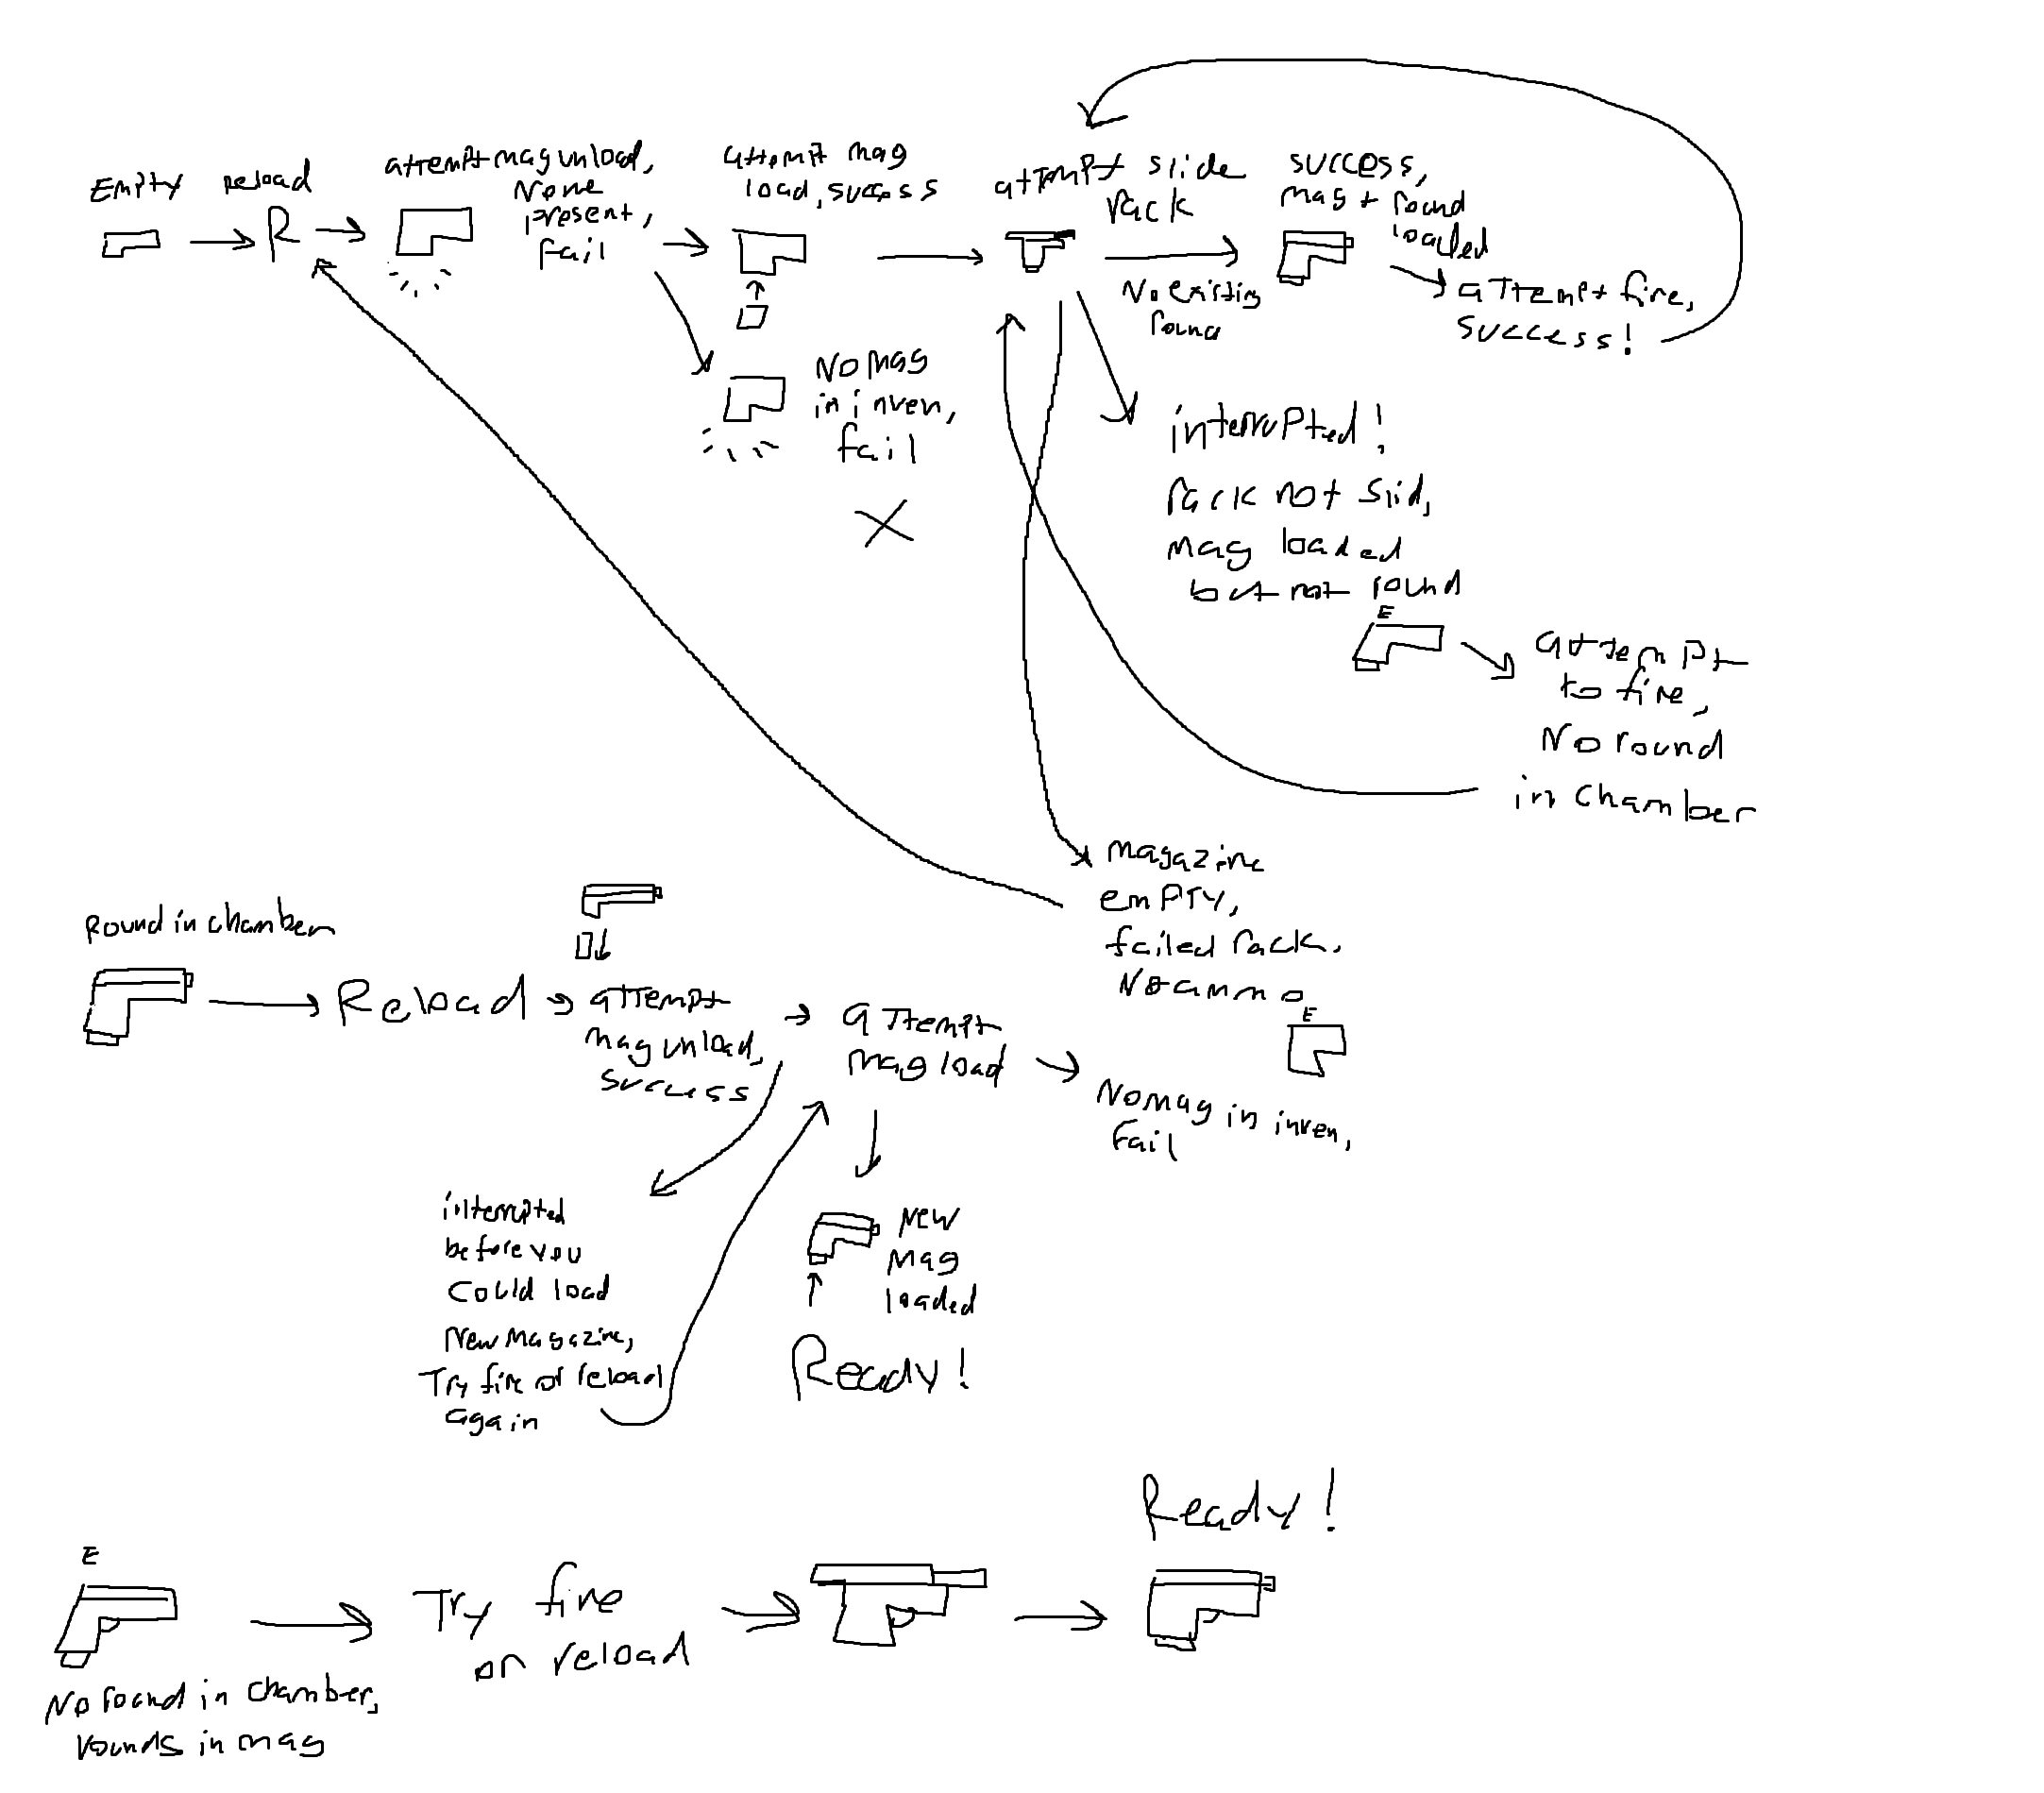 Empty
reload
R
attempt mag unload,
None
present,
fail
attempt mag
load, success
attempt slide
rack
success,
mag + round
loaded
No existing
round
attempt fire,
success!
No mag
in inven,
fail
interrupted!
rack not slid,
mag loaded
but not round
E
attempt
to fire,
No round
in chamber
magazine
empty,
failed rack.
No ammo
E
Round in chamber
Reload
attempt
mag unload,
success
attempt
mag load
No mag in inven,
fail
interrupted
before you
could load
New magazine,
Try fire or reload
again
New
mag
loaded
Ready!
E
No round in chamber,
rounds in mag
Try fire
or reload
Ready!